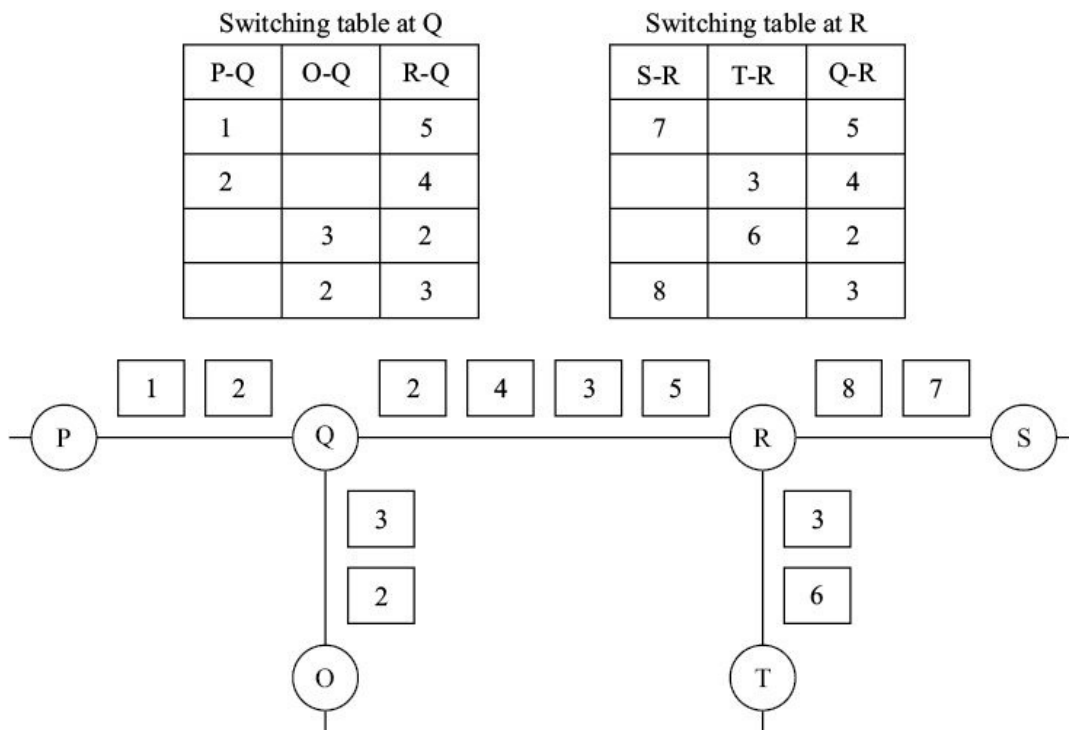 Switching table at Q
P-Q O-Q R-Q
1 5
2 4
3 2
2 3
Switching table at R
S-R T-R Q-R
7 5
3 4
6 2
8 3
1 2 2 4 3 5 8 7
P Q R S
3 3
2 6
O T